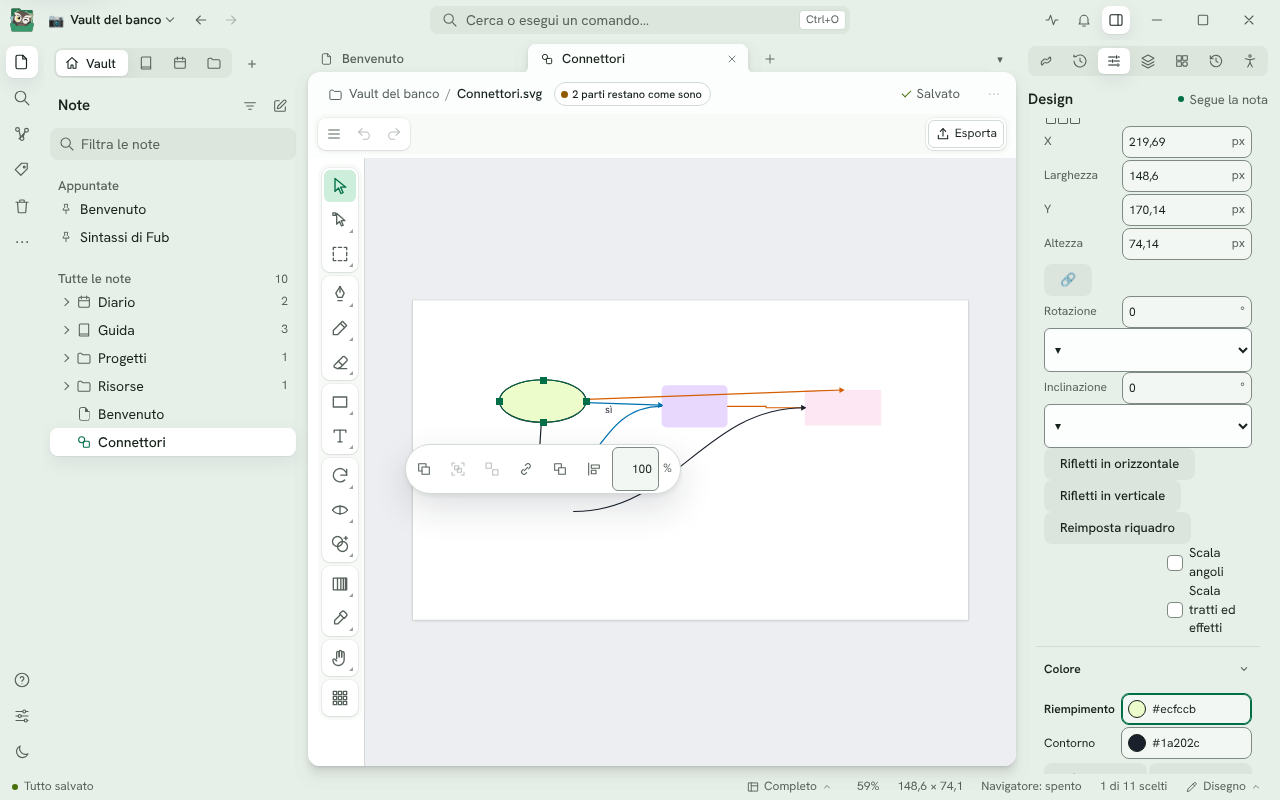 Vault del banco
Cerca o esegui un comando…
Ctrl+O
Vault
Benvenuto
Connettori
Note
Vault del banco / Connettori.svg
2 parti restano come sono
Salvato
Design
Segue la nota
Filtra le note
Esporta
Appuntate
Benvenuto
Sintassi di Fub
Tutte le note
10
Diario
2
Guida
3
Progetti
1
Risorse
1
Benvenuto
Connettori
sì
100
%
X
219,69
px
Larghezza
148,6
px
Y
170,14
px
Altezza
74,14
px
Rotazione
0
°
Inclinazione
0
°
Rifletti in orizzontale
Rifletti in verticale
Reimposta riquadro
Scala
angoli
Scala
tratti ed
effetti
Colore
Riempimento
#ecfccb
Contorno
#1a202c
Tutto salvato
Completo
59%
148,6 × 74,1
Navigatore: spento
1 di 11 scelti
Disegno